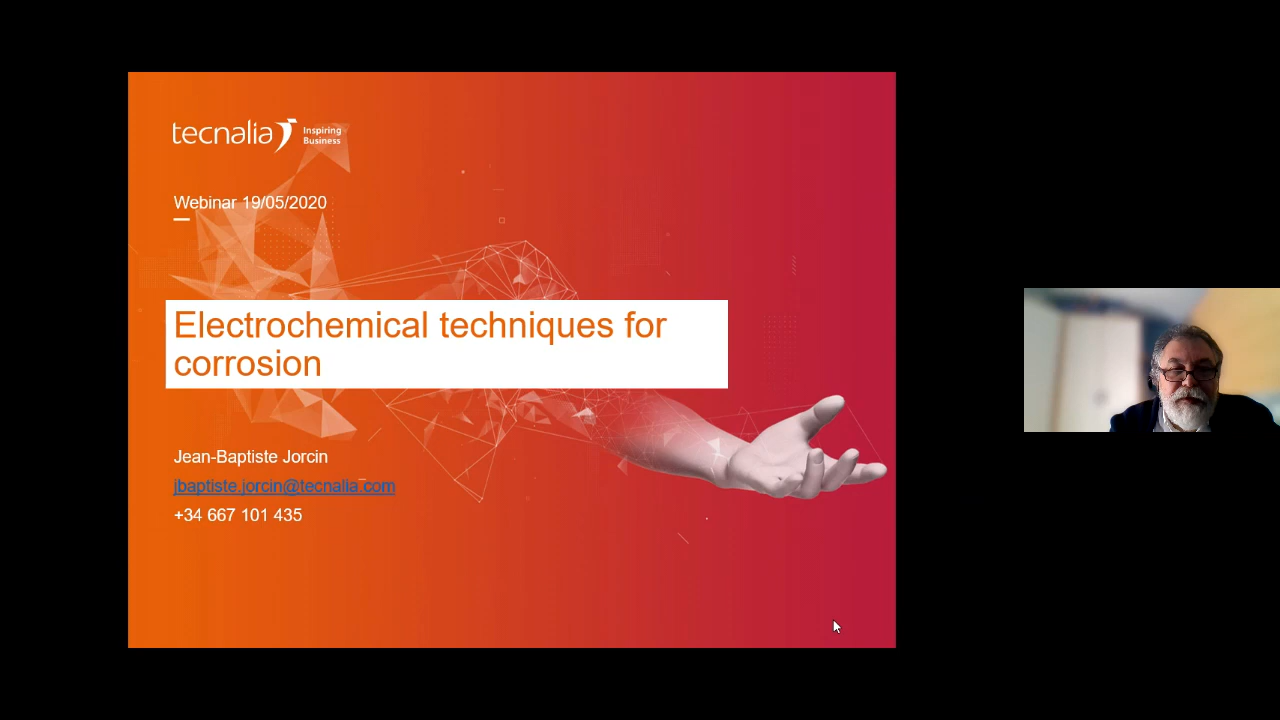 tecnalia
Inspiring
Business
Webinar 19/05/2020
Electrochemical techniques for
corrosion
Jean-Baptiste Jorcin
jbaptiste.jorcin@tecnalia.com
+34 667 101 435